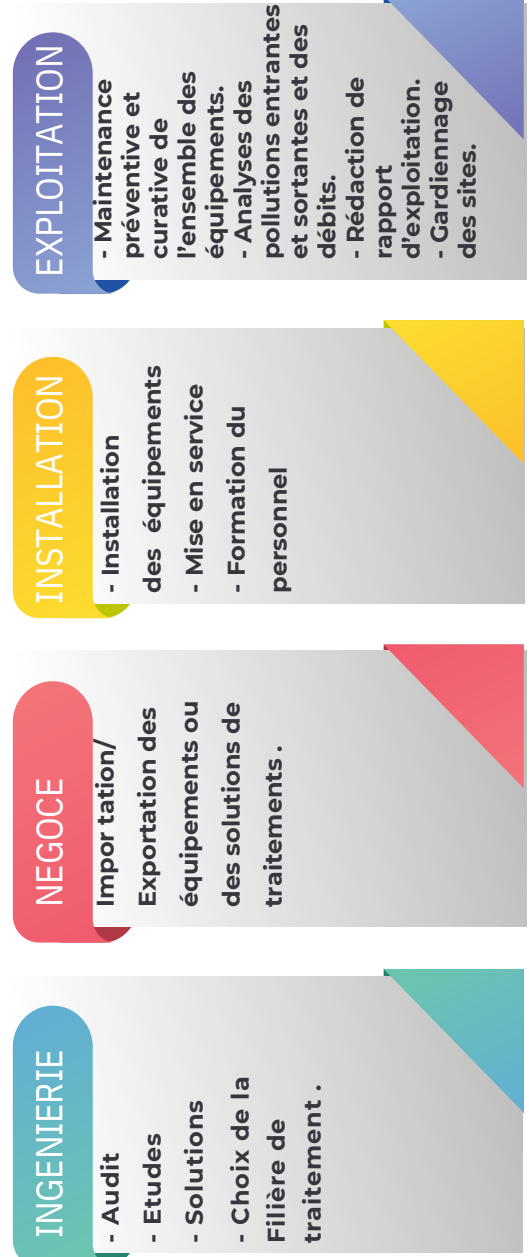 INGENIERIE
- Audit
- Etudes
- Solutions
- Choix de la
Filière de
traitement .
NEGOCE
Impor tation/
Exportation des
équipements ou
des solutions de
traitements .
INSTALLATION
- Installation
des équipements
- Mise en service
- Formation du
personnel
EXPLOITATION
- Maintenance
préventive et
curative de
l'ensemble des
équipements.
- Analyses des
pollutions entrantes
et sortantes et des
débits.
- Rédaction de
rapport
d'exploitation.
- Gardiennage
des sites.